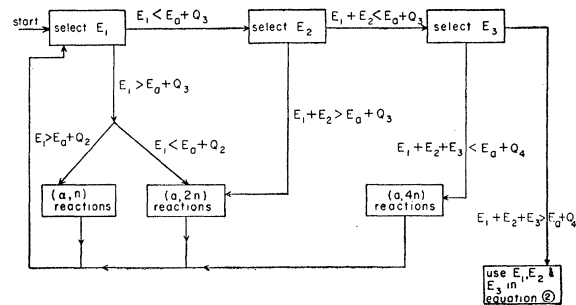 start
select E₁
E₁ < Eₐ + Q₃
select E₂
E₁ + E₂ < Eₐ + Q₃
select E₃
E₁ > Eₐ + Q₃
E₁ > Eₐ + Q₂
E₁ < Eₐ + Q₂
E₁ + E₂ > Eₐ + Q₃
E₁ + E₂ + E₃ < Eₐ + Q₄
(α,n)
reactions
(a,2n)
reactions
(a,4n)
reactions
E₁ + E₂ + E₃ > Eₐ + Q₄
use E₁,E₂ &
E₃ in
equation ②